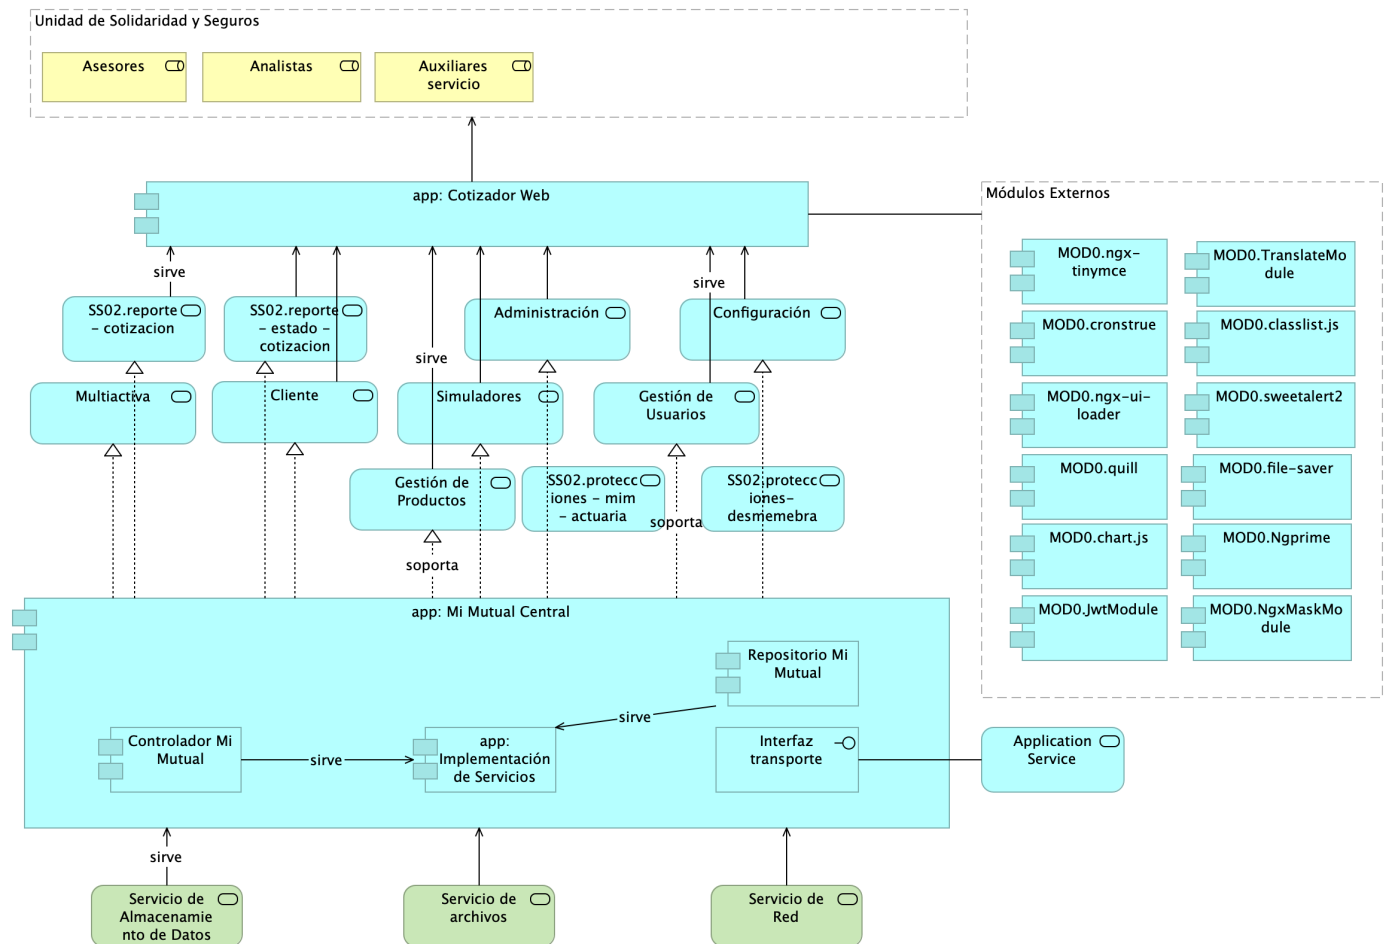 Unidad de Solidaridad y Seguros
Asesores
Analistas
Auxiliares
servicio
app: Cotizador Web
Módulos Externos
MOD0.ngx-
tinymce
MOD0.TranslateMo
dule
sirve
sirve
SS02.reporte
- cotizacion
SS02.reporte
- estado -
cotizacion
Administración
Configuración
MOD0.cronstrue
MOD0.classlist.js
sirve
Multiactiva
Cliente
Simuladores
Gestión de
Usuarios
MOD0.ngx-ui-
loader
MOD0.sweetalert2
Gestión de
Productos
SS02.protecc
iones - mim
- actuaria
SS02.protecc
iones-
desmemebra
MOD0.quill
MOD0.file-saver
soporta
soporta
MOD0.chart.js
MOD0.Ngprime
app: Mi Mutual Central
MOD0.JwtModule
MOD0.NgxMaskMo
dule
Repositorio Mi
Mutual
sirve
Controlador Mi
Mutual
sirve
app:
Implementación
de Servicios
Interfaz
transporte
Application
Service
sirve
Servicio de
Almacenamie
nto de Datos
Servicio de
archivos
Servicio de
Red